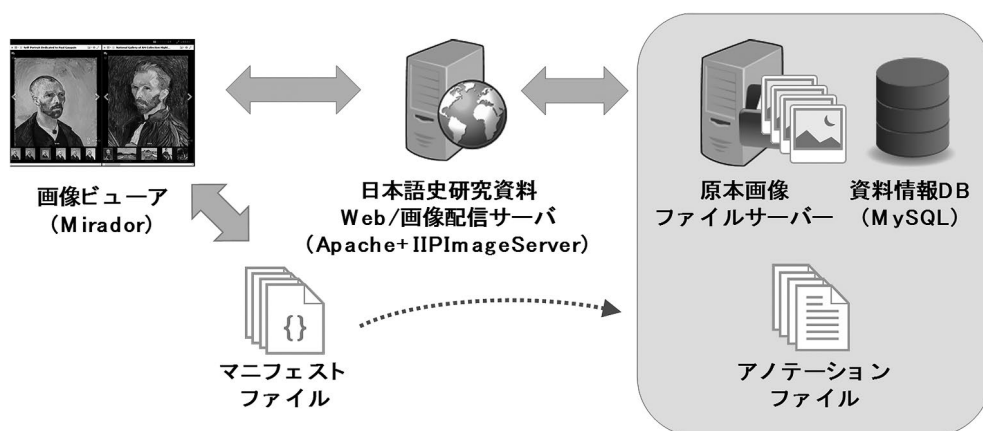 画像ビューア
(Mirador)
日本語史研究資料
Web/画像配信サーバ
(Apache+IIPImageServer)
原本画像
ファイルサーバー
資料情報DB
(MySQL)
{}
マニフェスト
ファイル
アノテーション
ファイル